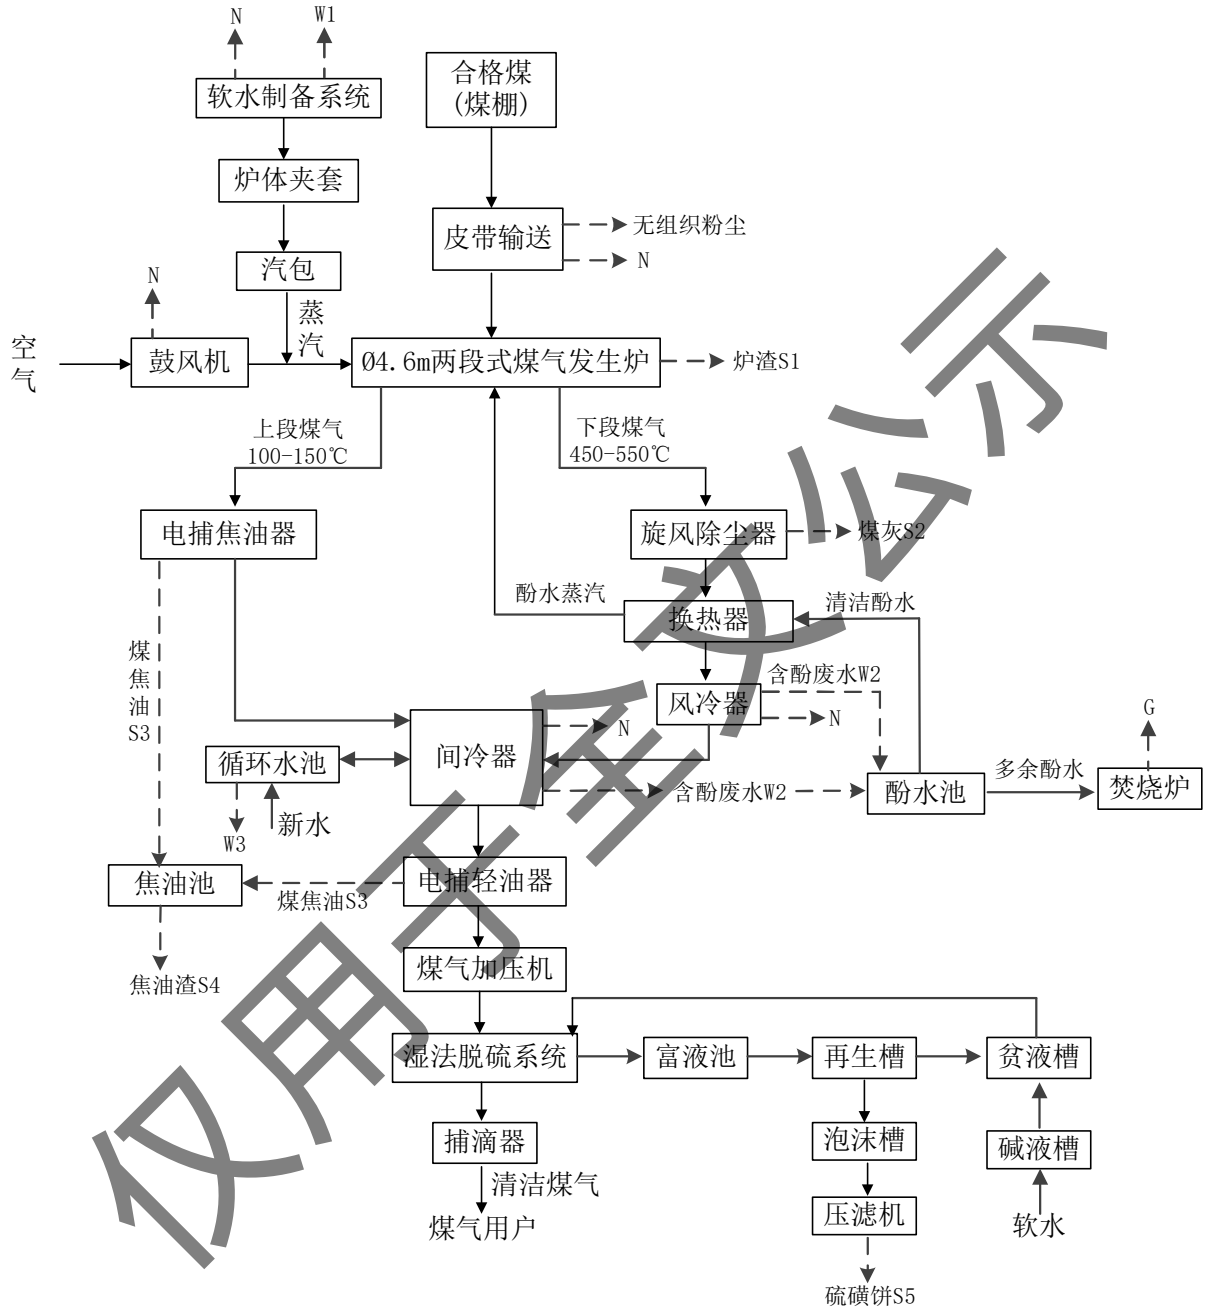 N
W1
软水制备系统
合格煤
(煤棚)
炉体夹套
皮带输送
无组织粉尘
N
汽包
N
蒸
汽
空
气
鼓风机
Ø4.6m两段式煤气发生炉
炉渣S1
上段煤气
100-150℃
下段煤气
450-550℃
电捕焦油器
旋风除尘器
煤灰S2
酚水蒸汽
换热器
清洁酚水
煤
焦
油
S3
风冷器
含酚废水W2
N
G
间冷器
N
循环水池
含酚废水W2
酚水池
多余酚水
焚烧炉
新水
W3
焦油池
煤焦油S3
电捕轻油器
焦油渣S4
煤气加压机
湿法脱硫系统
富液池
再生槽
贫液槽
捕滴器
泡沫槽
碱液槽
清洁煤气
煤气用户
压滤机
软水
硫磺饼S5
仅用于全文公示